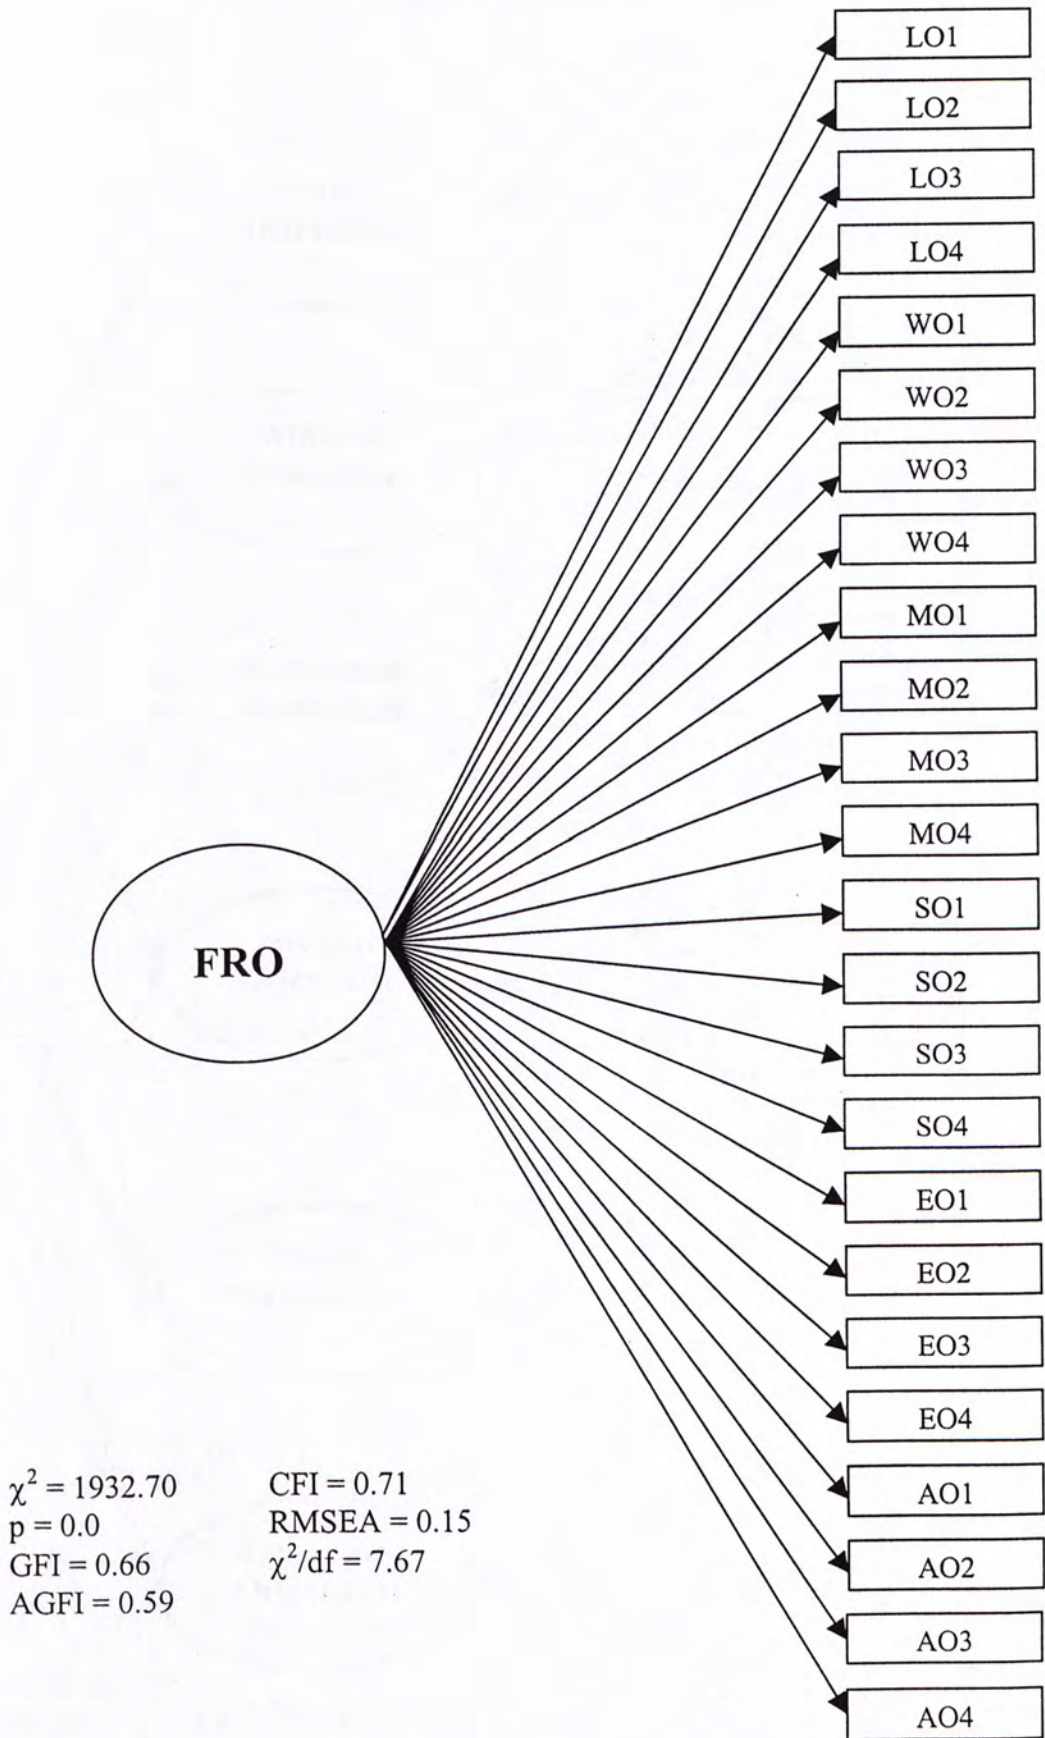 LO1
LO2
LO3
LO4
WO1
WO2
WO3
WO4
MO1
MO2
MO3
MO4
FRO
SO1
SO2
SO3
SO4
EO1
EO2
EO3
EO4
AO1
AO2
AO3
AO4
χ² = 1932.70
p = 0.0
GFI = 0.66
AGFI = 0.59
CFI = 0.71
RMSEA = 0.15
χ²/df = 7.67